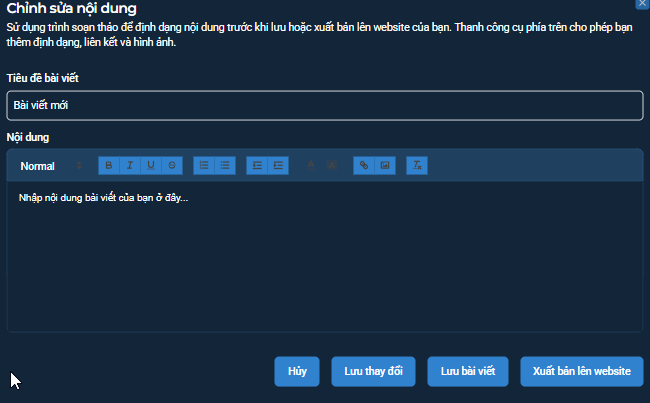 Chỉnh sửa nội dung
Sử dụng trình soạn thảo để định dạng nội dung trước khi lưu hoặc xuất bản lên website của bạn. Thanh công cụ phía trên cho phép bạn
thêm định dạng, liên kết và hình ảnh.
Tiêu đề bài viết
Bài viết mới
Nội dung
Normal B I U S A A
Nhập nội dung bài viết của bạn ở đây...
Hủy Lưu thay đổi Lưu bài viết Xuất bản lên website